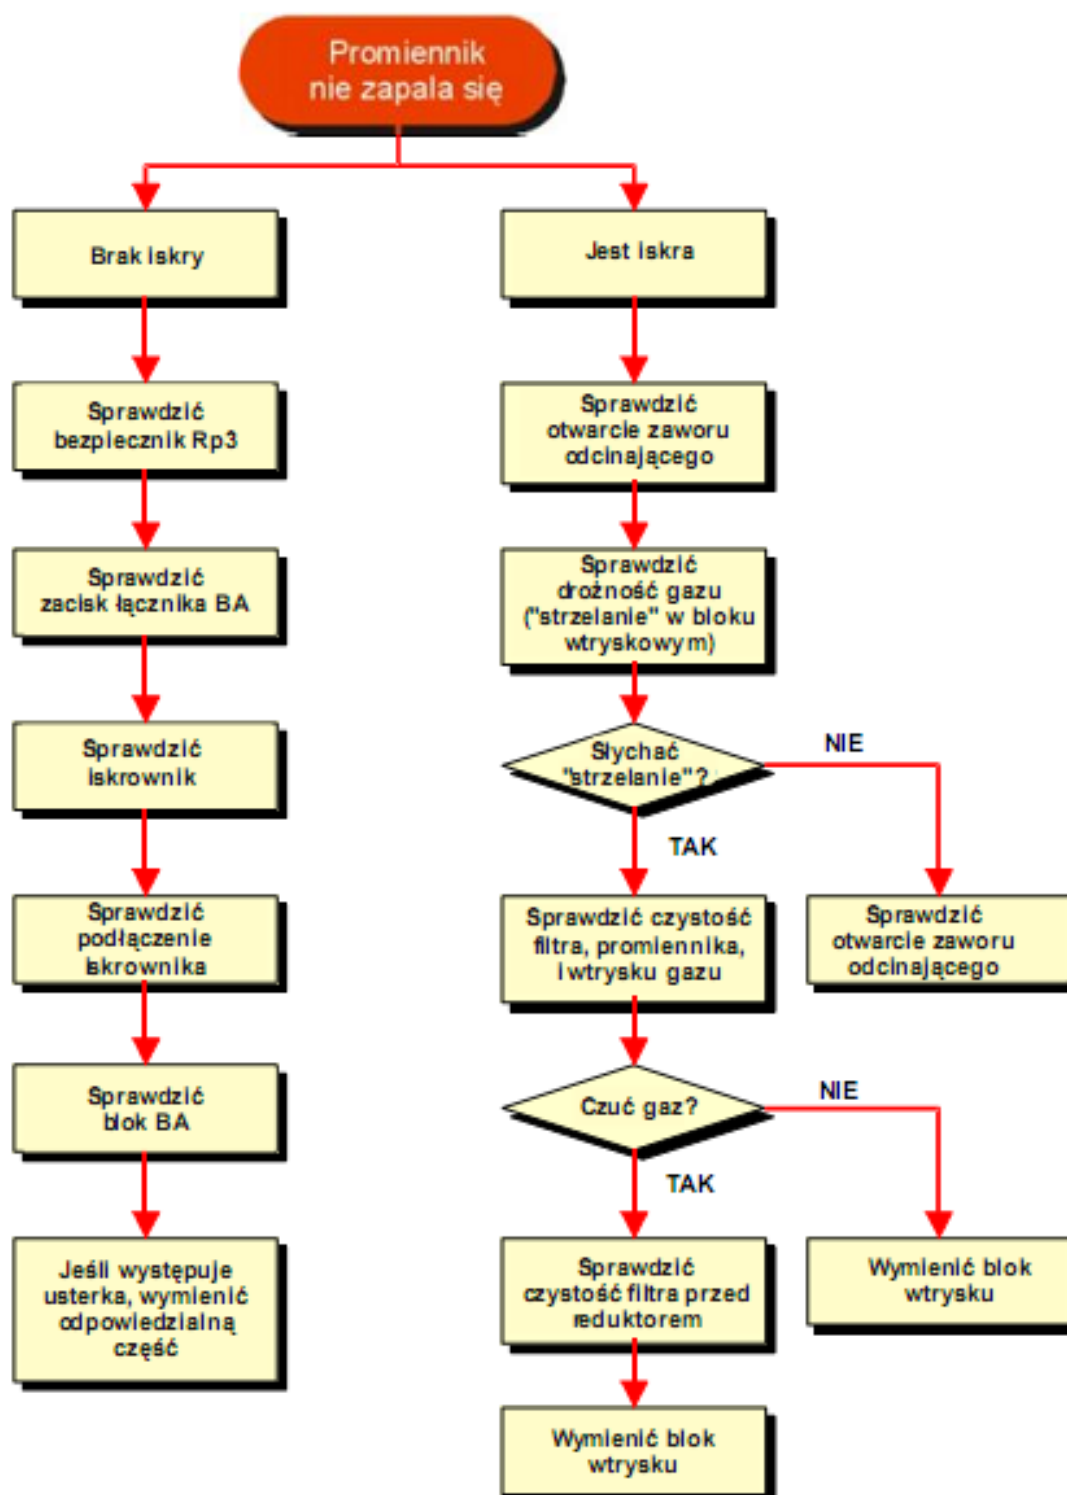 Promiennik
nie zapala się
Brak iskry
Jest iskra
Sprawdzić
bezpiecznik Rp3
Sprawdzić
otwarcie zaworu
odcinającego
Sprawdzić
zacisk łącznika BA
Sprawdzić
drożność gazu
("strzelanie" w bloku
wtryskowym)
Sprawdzić
iskrownik
Słychać
"strzelanie"?
NIE
TAK
Sprawdzić
podłączenie
iskrownika
Sprawdzić czystość
filtra, promiennika,
i wtrysku gazu
Sprawdzić
otwarcie zaworu
odcinającego
Sprawdzić
blok BA
Czuć gaz?
NIE
TAK
Jeśli występuje
usterka, wymienić
odpowiedzialną
część
Sprawdzić
czystość filtra przed
reduktorem
Wymienić blok
wtrysku
Wymienić blok
wtrysku